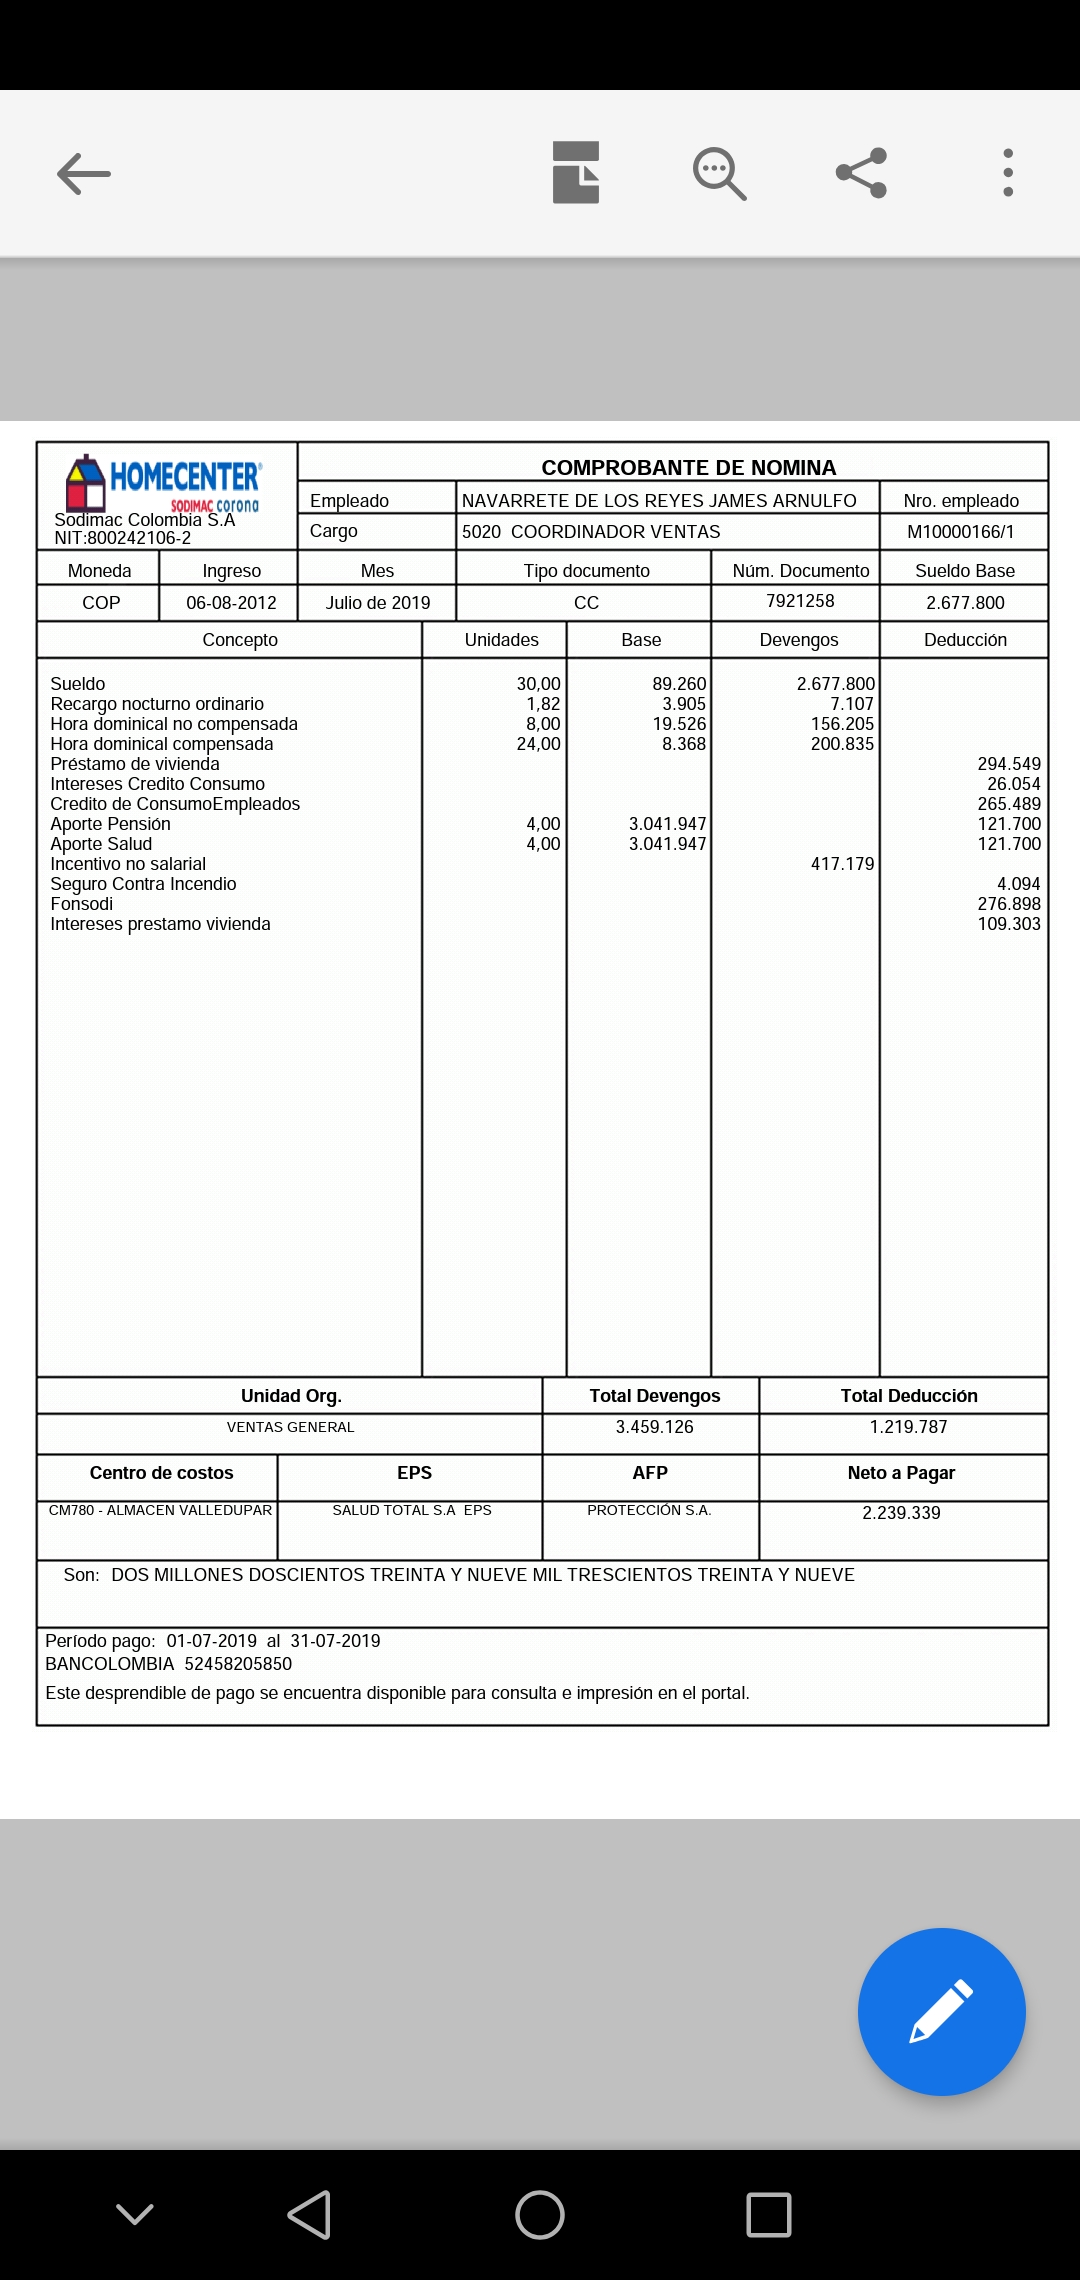 HOMECENTER
SODIMAC corona
Sodimac Colombia S.A
NIT:800242106-2
COMPROBANTE DE NOMINA
Empleado NAVARRETE DE LOS REYES JAMES ARNULFO Nro. empleado
Cargo 5020 COORDINADOR VENTAS M10000166/1
Moneda Ingreso Mes Tipo documento Núm. Documento Sueldo Base
COP 06-08-2012 Julio de 2019 CC 7921258 2.677.800
Concepto Unidades Base Devengos Deducción
Sueldo 30,00 89.260 2.677.800
Recargo nocturno ordinario 1,82 3.905 7.107
Hora dominical no compensada 8,00 19.526 156.205
Hora dominical compensada 24,00 8.368 200.835
Préstamo de vivienda 294.549
Intereses Credito Consumo 26.054
Credito de ConsumoEmpleados 265.489
Aporte Pensión 4,00 3.041.947 121.700
Aporte Salud 4,00 3.041.947 121.700
Incentivo no salarial 417.179
Seguro Contra Incendio 4.094
Fonsodi 276.898
Intereses prestamo vivienda 109.303
Unidad Org. Total Devengos Total Deducción
VENTAS GENERAL 3.459.126 1.219.787
Centro de costos EPS AFP Neto a Pagar
CM780 - ALMACEN VALLEDUPAR SALUD TOTAL S.A EPS PROTECCIÓN S.A. 2.239.339
Son: DOS MILLONES DOSCIENTOS TREINTA Y NUEVE MIL TRESCIENTOS TREINTA Y NUEVE
Período pago: 01-07-2019 al 31-07-2019
BANCOLOMBIA 52458205850
Este desprendible de pago se encuentra disponible para consulta e impresión en el portal.